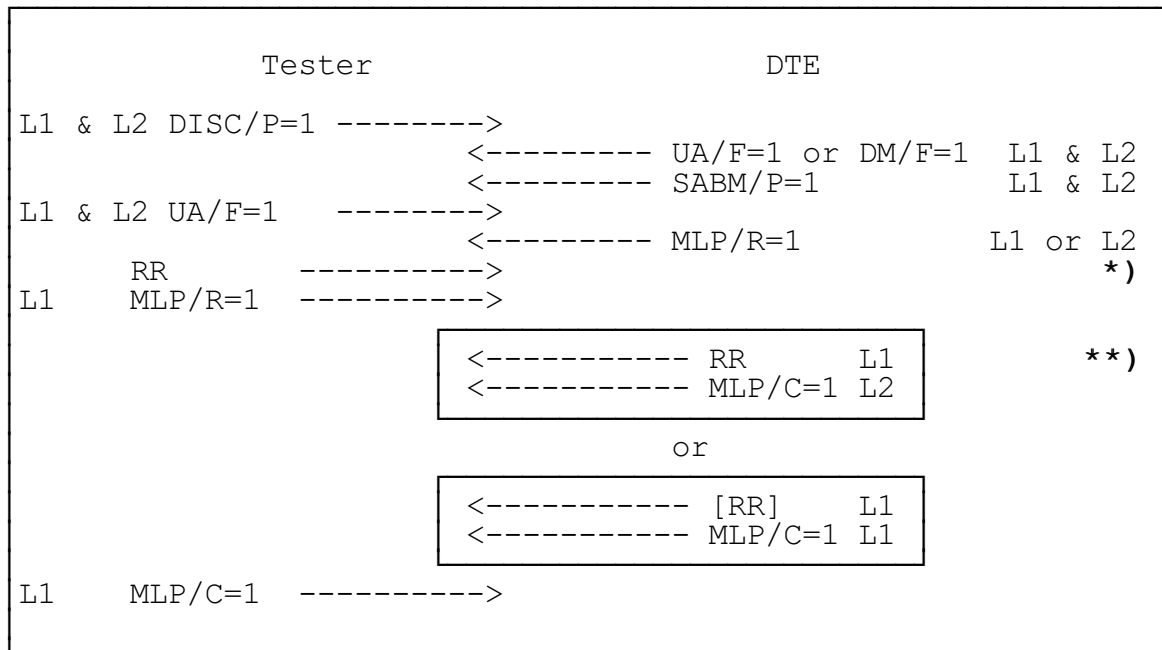 Tester DTE
L1 & L2 DISC/P=1 -------->
<--------- UA/F=1 or DM/F=1 L1 & L2
<--------- SABM/P=1 L1 & L2
L1 & L2 UA/F=1 -------->
<--------- MLP/R=1 L1 or L2
RR ----------> *)
L1 MLP/R=1 ---------->
<----------- RR L1 **)
<----------- MLP/C=1 L2
or
<----------- [RR] L1
<----------- MLP/C=1 L1
L1 MLP/C=1 ---------->